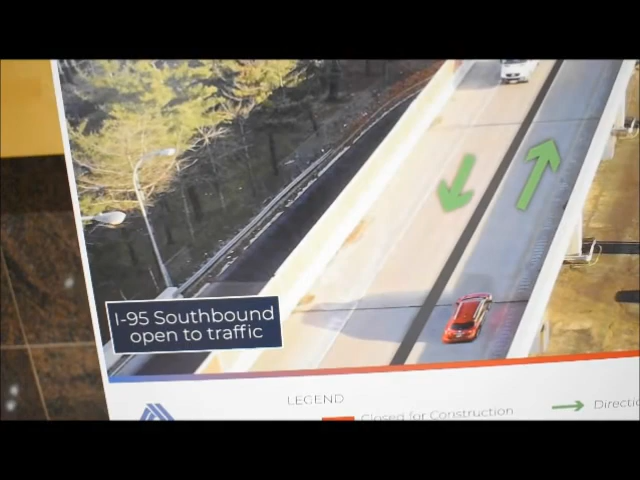 I-95 Southbound
open to traffic
LEGEND
Closed for Construction
Directio